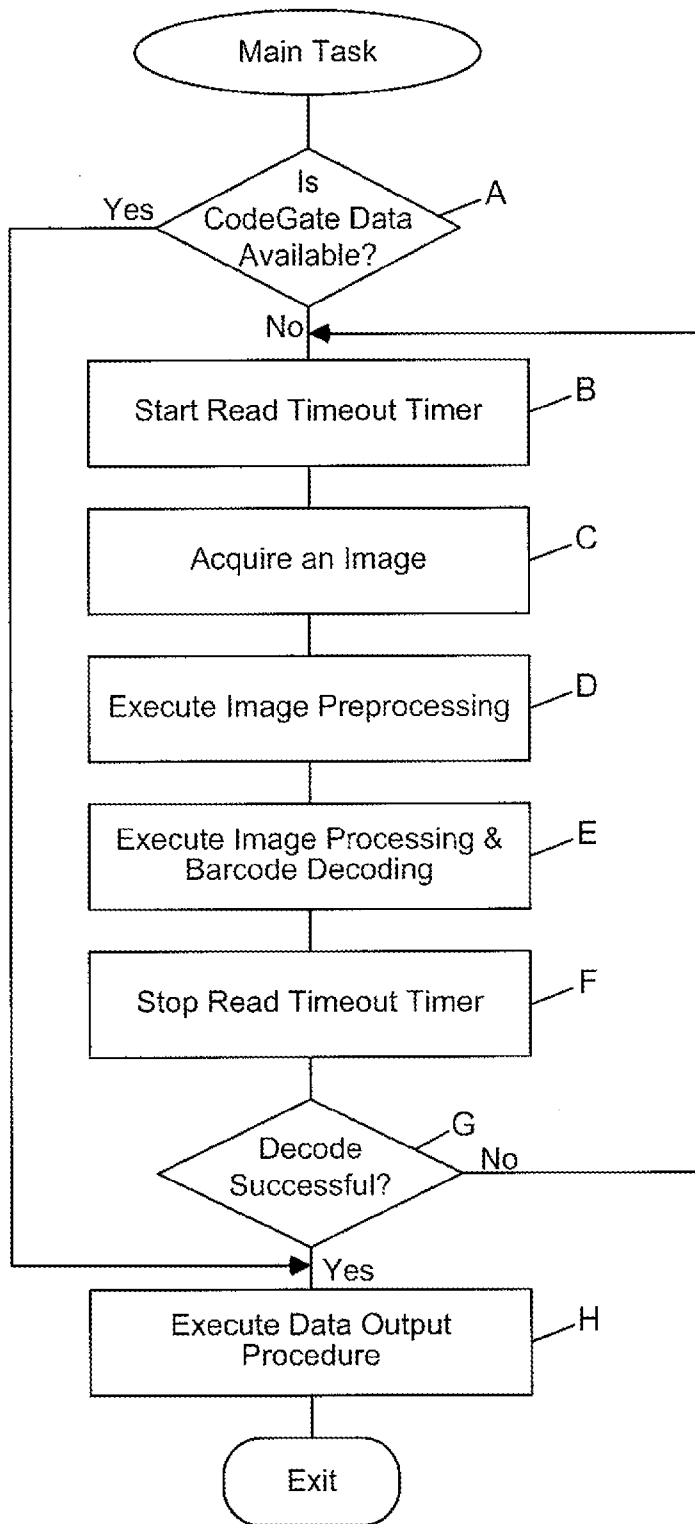 Main Task
Is
CodeGate Data
Available?
A
Yes
No
Start Read Timeout Timer
B
Acquire an Image
C
Execute Image Preprocessing
D
Execute Image Processing &
Barcode Decoding
E
Stop Read Timeout Timer
F
Decode
Successful?
G
No
Yes
Execute Data Output
Procedure
H
Exit